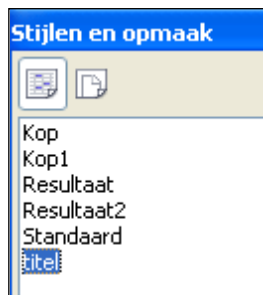 Stijlen en opmaak
Kop
Kop1
Resultaat
Resultaat2
Standaard
titel